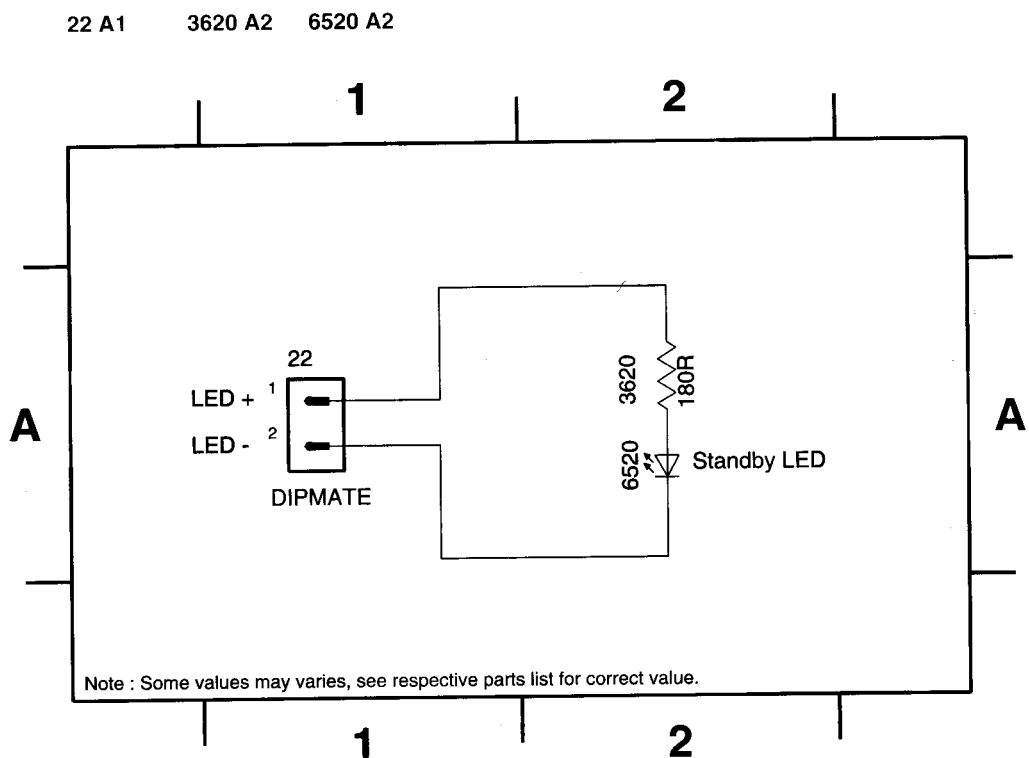 22 A1 3620 A2 6520 A2
1 2
22
LED + 1
LED - 2
DIPMATE
3620
180R
6520
Standby LED
A A
Note : Some values may varies, see respective parts list for correct value.
1 2